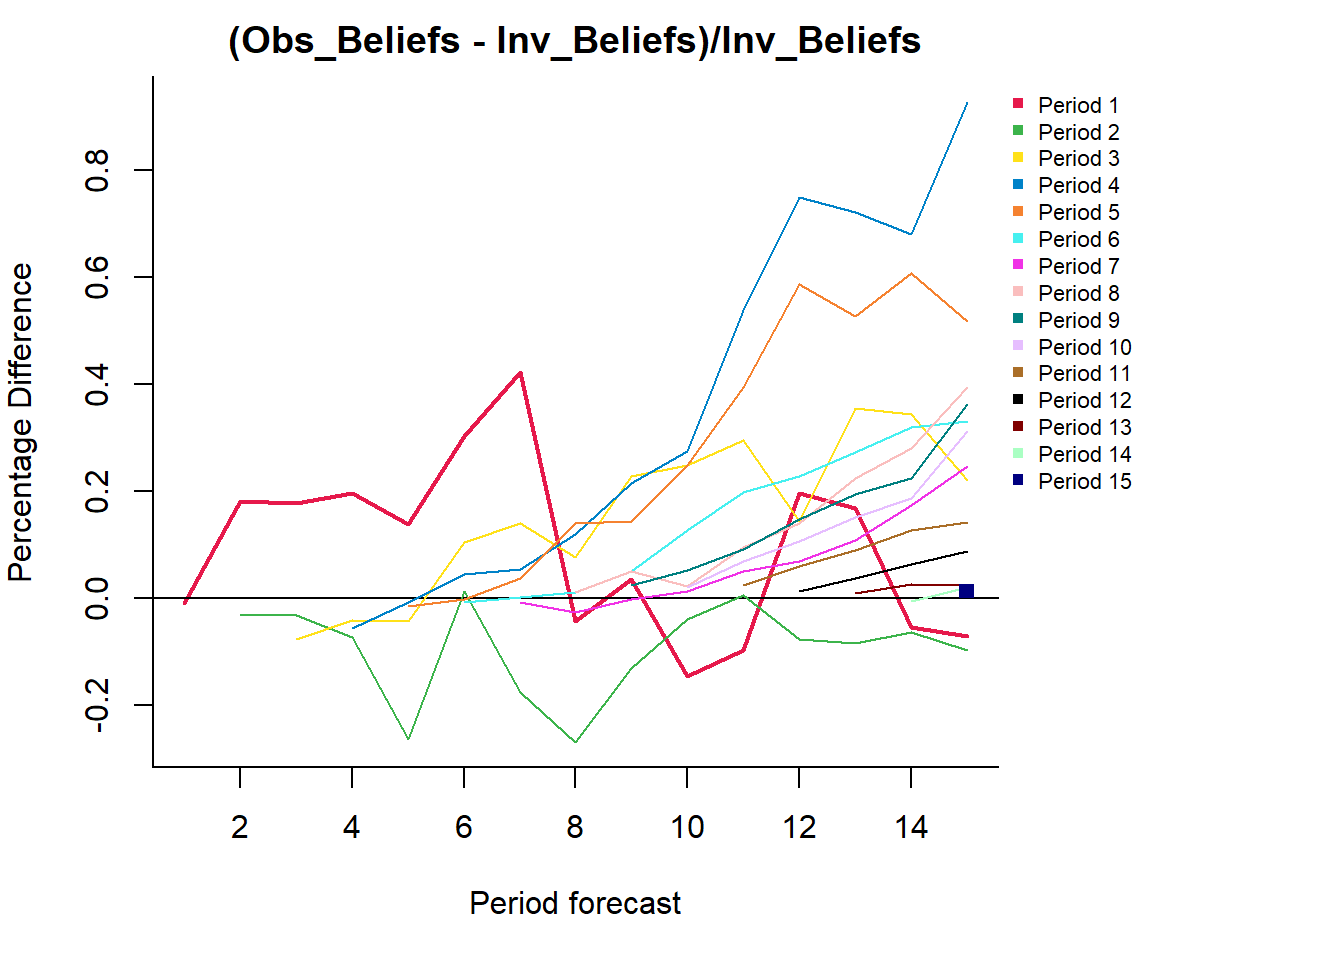 (Obs_Beliefs - Inv_Beliefs)/Inv_Beliefs
Percentage Difference
0.8
0.6
0.4
0.2
0.0
-0.2
2 4 6 8 10 12 14
Period forecast
Period 1
Period 2
Period 3
Period 4
Period 5
Period 6
Period 7
Period 8
Period 9
Period 10
Period 11
Period 12
Period 13
Period 14
Period 15